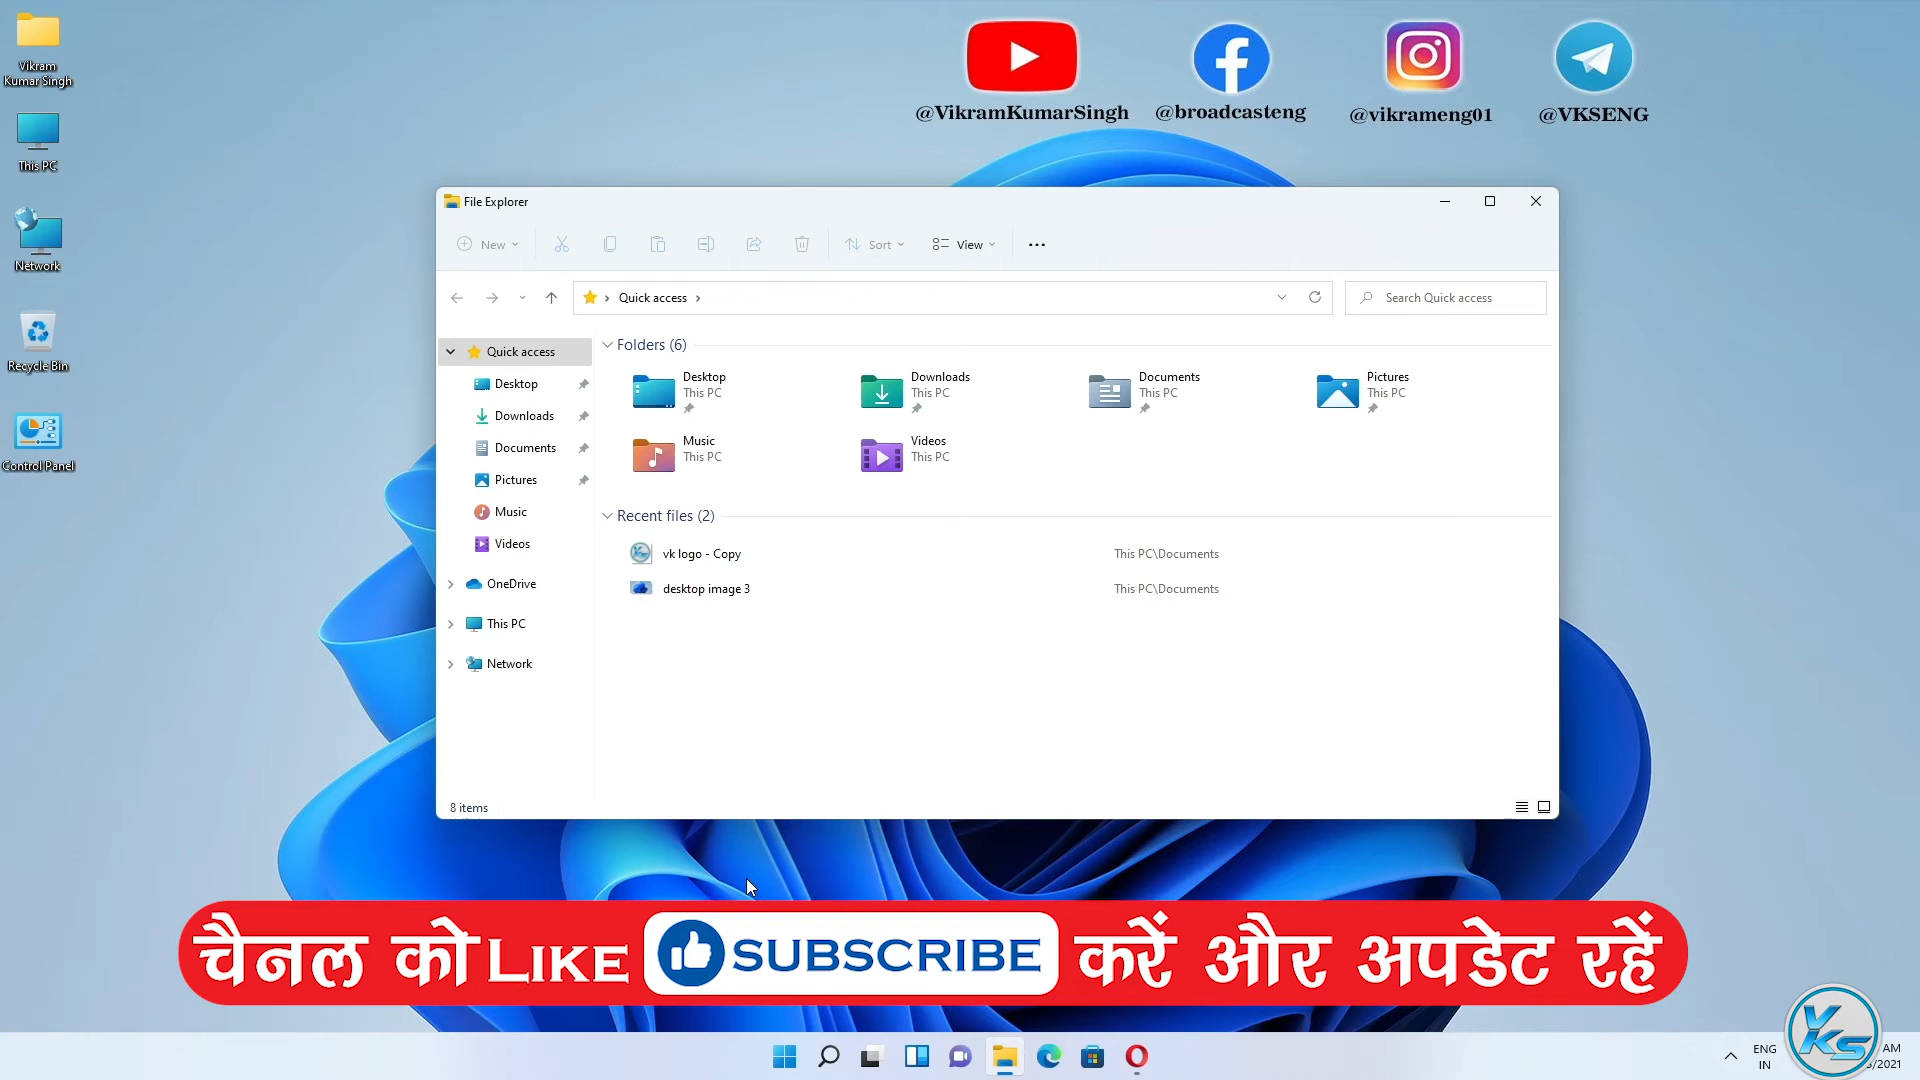 Vikram
Kumar Singh
This PC
Network
Recycle Bin
Control Panel
@VikramKumarSingh
@broadcasteng
@vikrameng01
@VKSENG
File Explorer
New
Sort
View
Quick access
Search Quick access
Quick access
Desktop
Downloads
Documents
Pictures
Music
Videos
OneDrive
This PC
Network
Folders (6)
Desktop
This PC
Downloads
This PC
Documents
This PC
Pictures
This PC
Music
This PC
Videos
This PC
Recent files (2)
vk logo - Copy This PC\Documents
desktop image 3 This PC\Documents
8 items
चैनल को LIKE SUBSCRIBE करें और अपडेट रहें
ENG
IN
VKS
AM
/2021